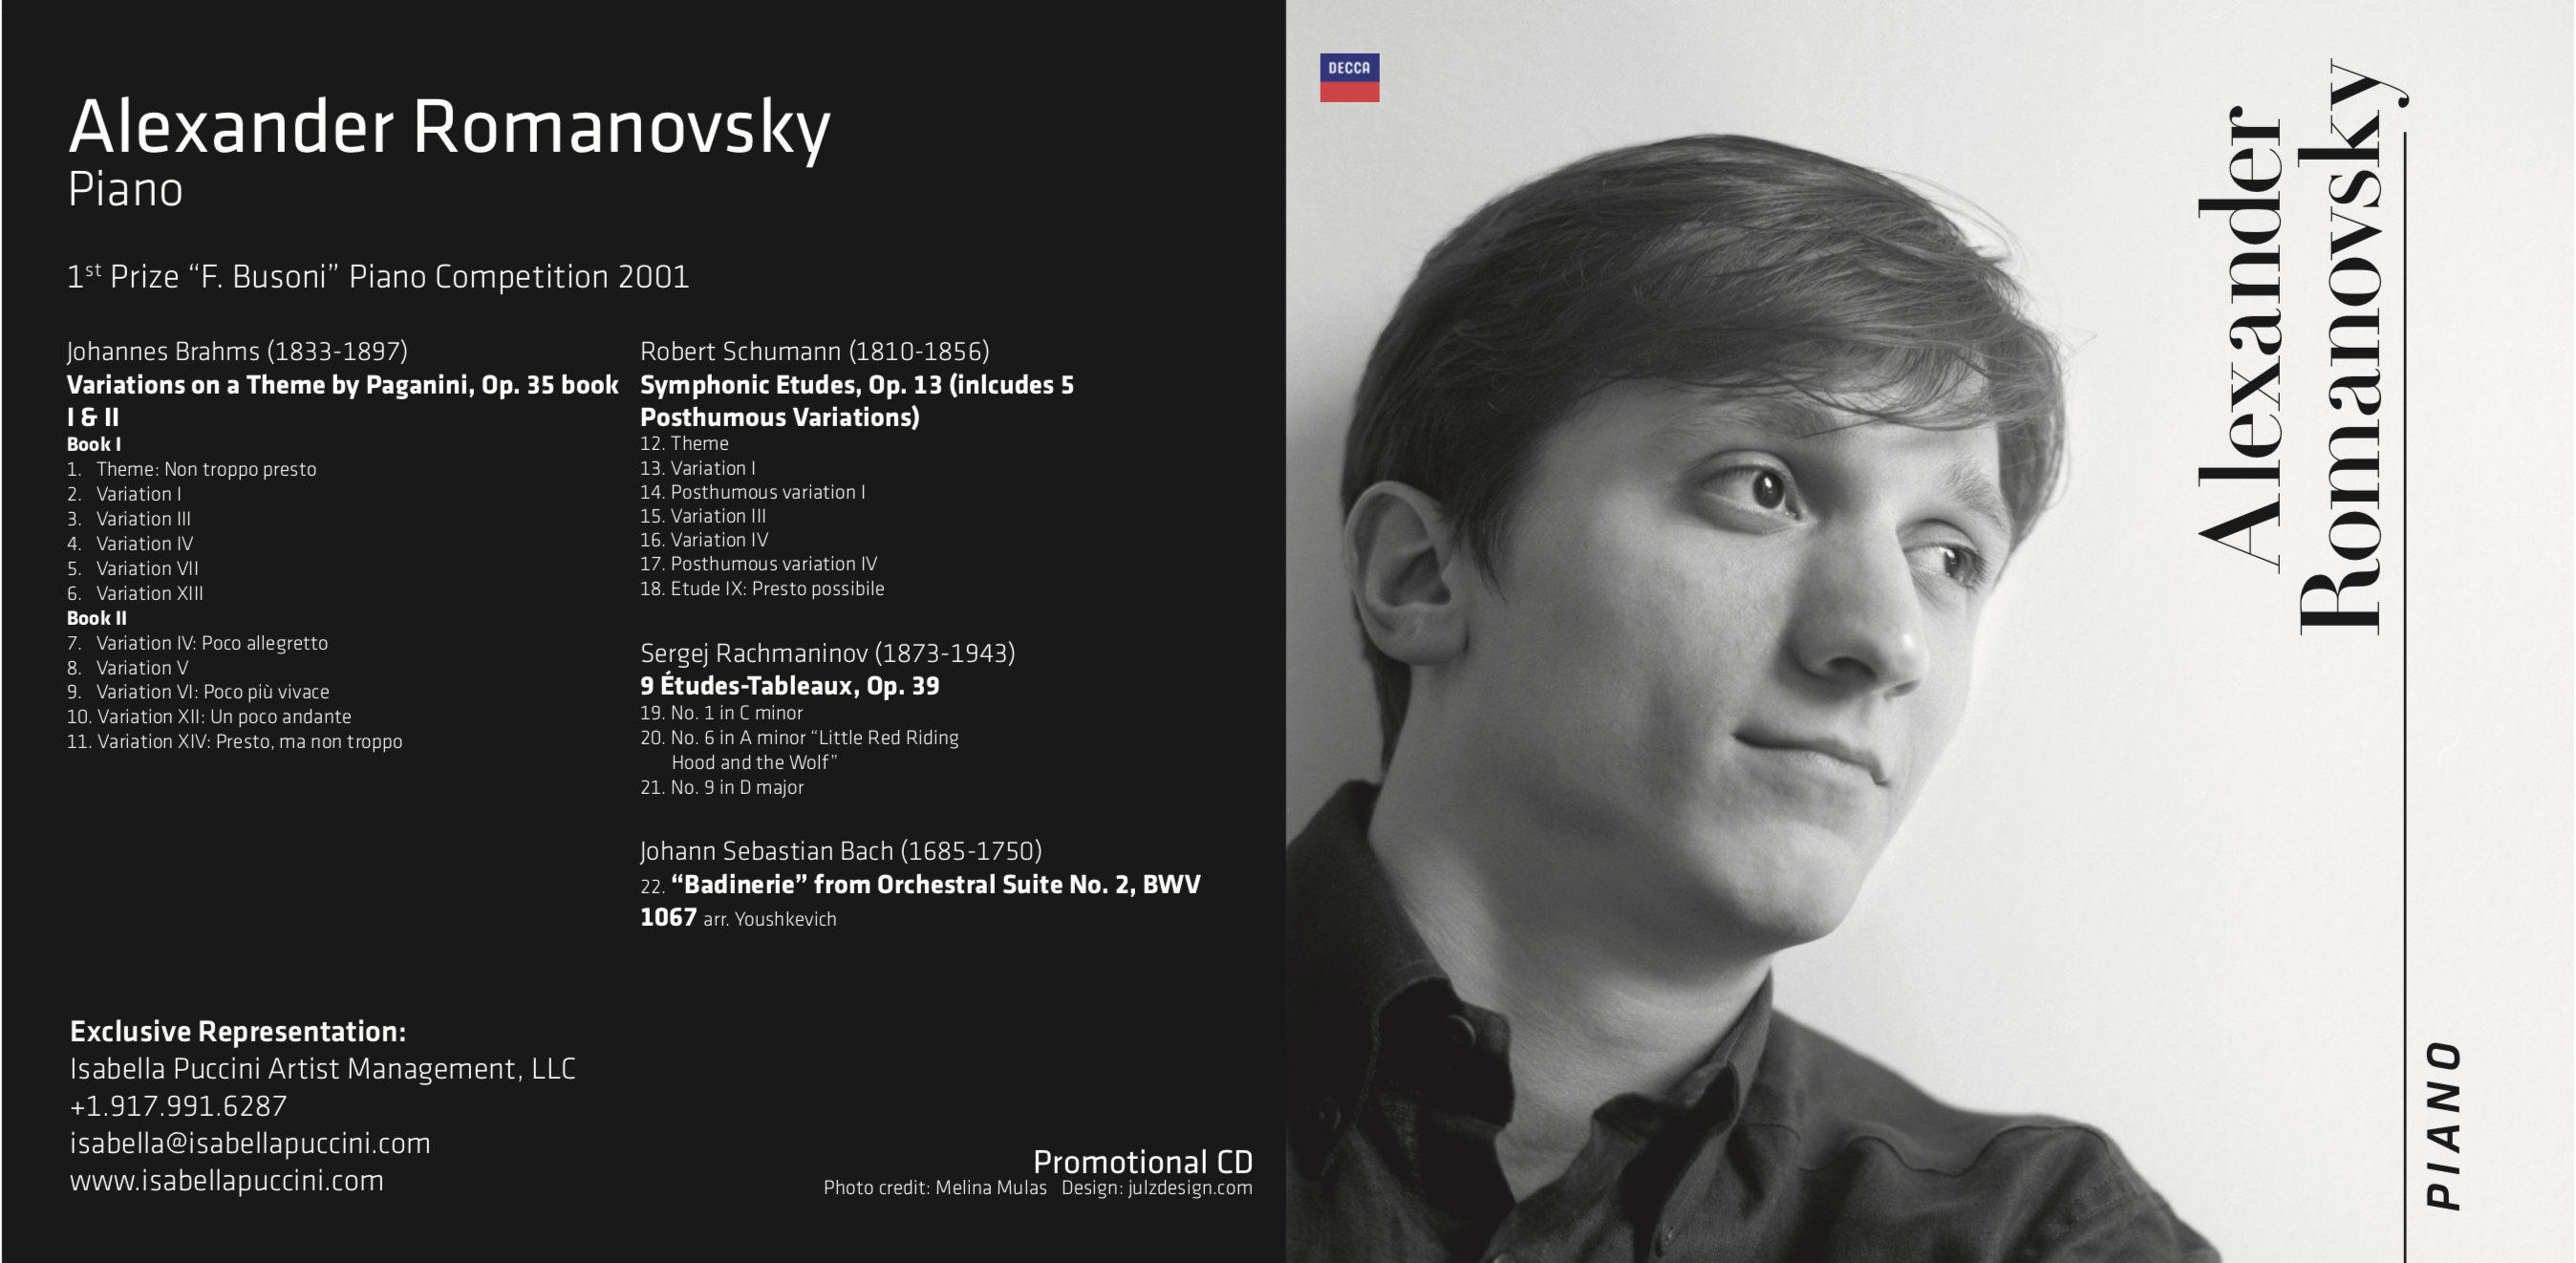 Alexander Romanovsky
Piano
1st Prize “F. Busoni” Piano Competition 2001
Johannes Brahms (1833-1897)
Variations on a Theme by Paganini, Op. 35 book
I & II
Book I
1. Theme: Non troppo presto
2. Variation I
3. Variation III
4. Variation IV
5. Variation VII
6. Variation XIII
Book II
7. Variation IV: Poco allegretto
8. Variation V
9. Variation VI: Poco più vivace
10. Variation XII: Un poco andante
11. Variation XIV: Presto, ma non troppo
Robert Schumann (1810-1856)
Symphonic Etudes, Op. 13 (inlcudes 5
Posthumous Variations)
12. Theme
13. Variation I
14. Posthumous variation I
15. Variation III
16. Variation IV
17. Posthumous variation IV
18. Etude IX: Presto possibile
Sergej Rachmaninov (1873-1943)
9 Études-Tableaux, Op. 39
19. No. 1 in C minor
20. No. 6 in A minor “Little Red Riding
Hood and the Wolf”
21. No. 9 in D major
Johann Sebastian Bach (1685-1750)
22. “Badinerie” from Orchestral Suite No. 2, BWV
1067 arr. Youshkevich
Exclusive Representation:
Isabella Puccini Artist Management, LLC
+1.917.991.6287
isabella@isabellapuccini.com
www.isabellapuccini.com
Promotional CD
Photo credit: Melina Mulas Design: julzdesign.com
DECCA
Alexander
Romanovsky
PIANO